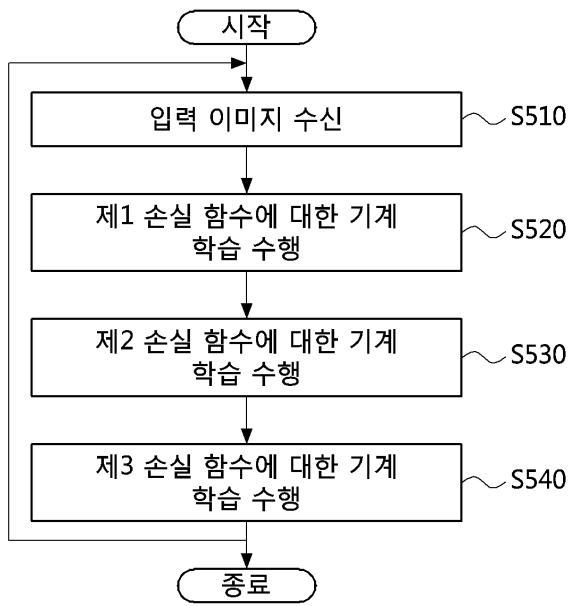 시작
입력 이미지 수신
S510
제1 손실 함수에 대한 기계
학습 수행
S520
제2 손실 함수에 대한 기계
학습 수행
S530
제3 손실 함수에 대한 기계
학습 수행
S540
종료